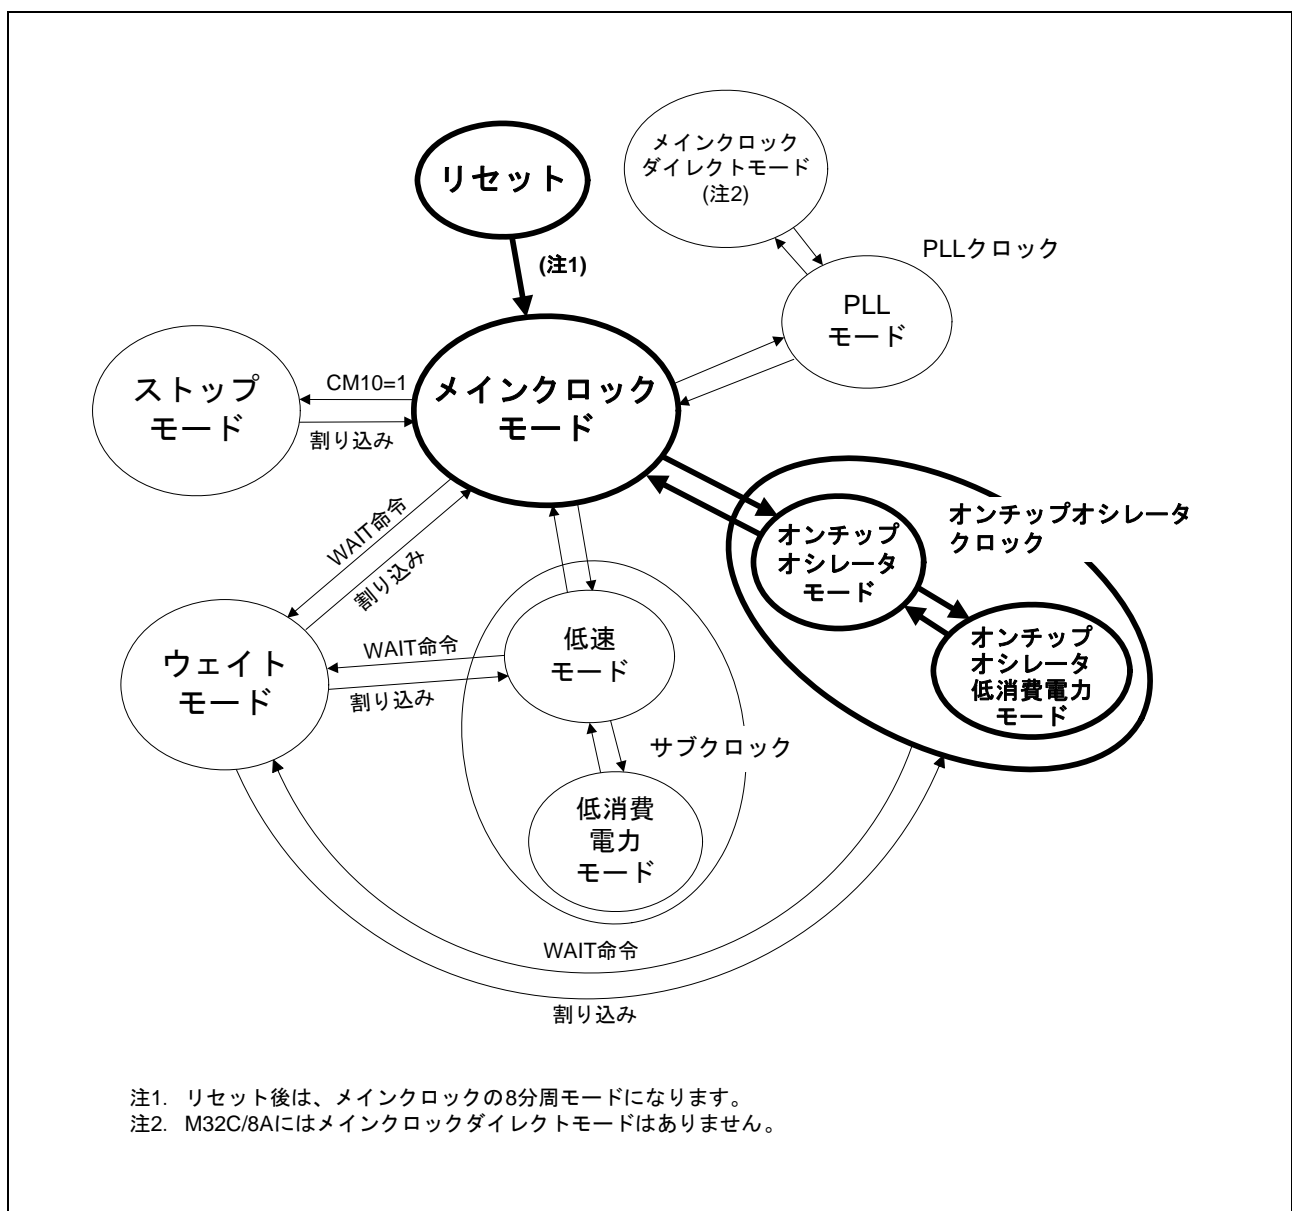 メインクロック
ダイレクトモード
(注2)
リセット
PLLクロック
(注1)
PLL
モード
ストップ
モード
CM10=1
割り込み
メインクロック
モード
オンチップオシレータ
クロック
オンチップ
オシレータ
モード
WAIT命令
割り込み
オンチップ
オシレータ
低消費電力
モード
ウェイト
モード
WAIT命令
割り込み
低速
モード
サブクロック
低消費
電力
モード
WAIT命令
割り込み
注1. リセット後は、メインクロックの8分周モードになります。
注2. M32C/8Aにはメインクロックダイレクトモードはありません。